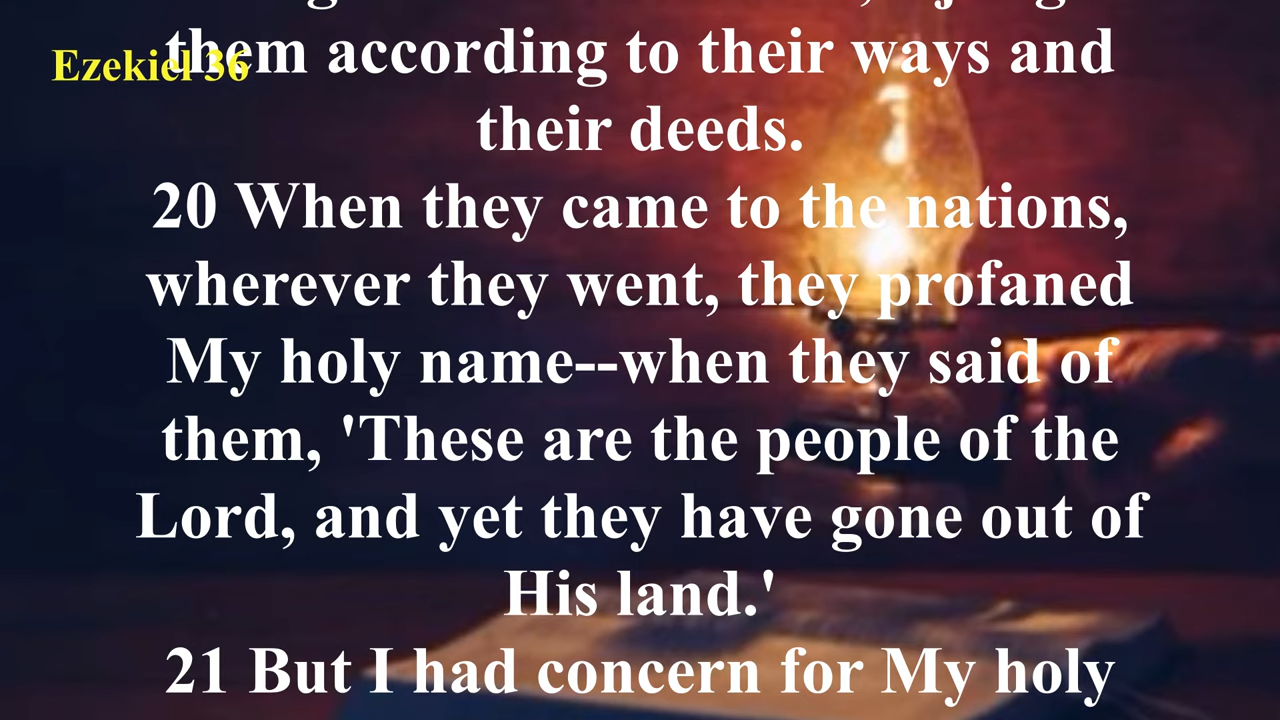 Ezekiel 36
them according to their ways and
their deeds.
20 When they came to the nations,
wherever they went, they profaned
My holy name--when they said of
them, 'These are the people of the
Lord, and yet they have gone out of
His land.'
21 But I had concern for My holy